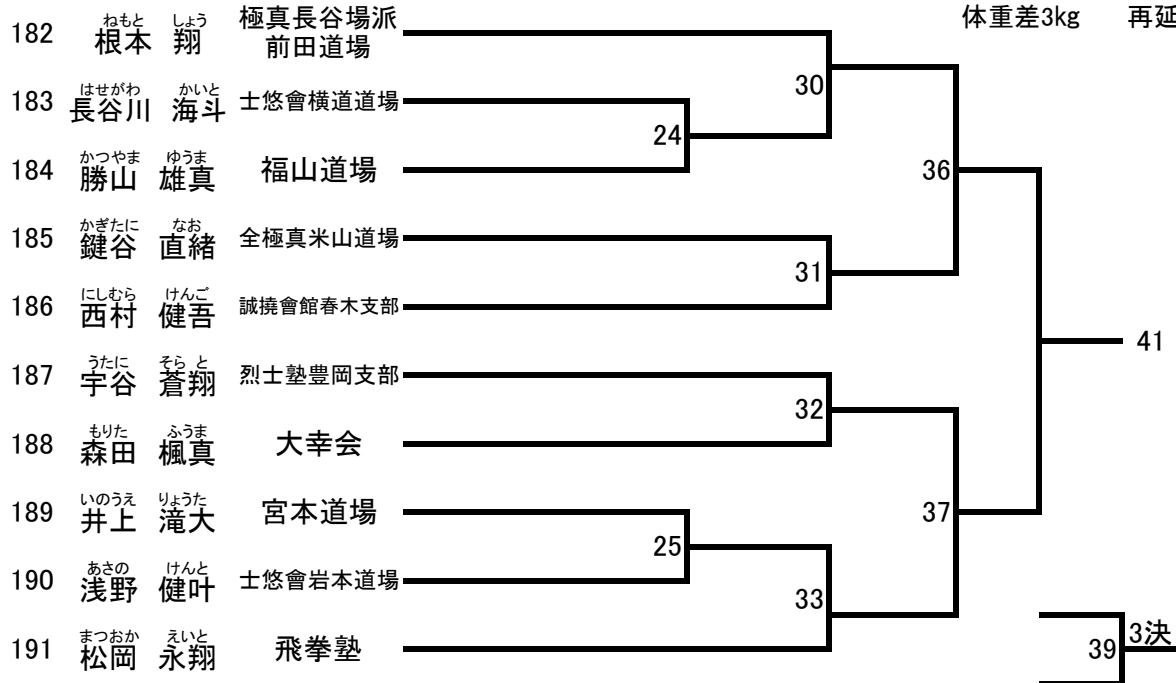 体重差3kg 再延
182 ねもと しょう 根本 翔 極真長谷場派 前田道場
183 はせがわ かいと 長谷川 海斗 士悠會横道道場
184 かつやま ゆうま 勝山 雄真 福山道場
185 かぎたに なお 鍵谷 直緒 全極真米山道場
186 にしむら けんご 西村 健吾 誠撓會館春木支部
187 うたに そらと 宇谷 蒼翔 烈士塾豊岡支部
188 もりた ふうま 森田 楓真 大幸会
189 いのうえ りょうた 井上 滝大 宮本道場
190 あさの けんと 浅野 健叶 士悠會岩本道場
191 まつおか えいと 松岡 永翔 飛拳塾
24
25
30
31
32
33
36
37
41
39 3決